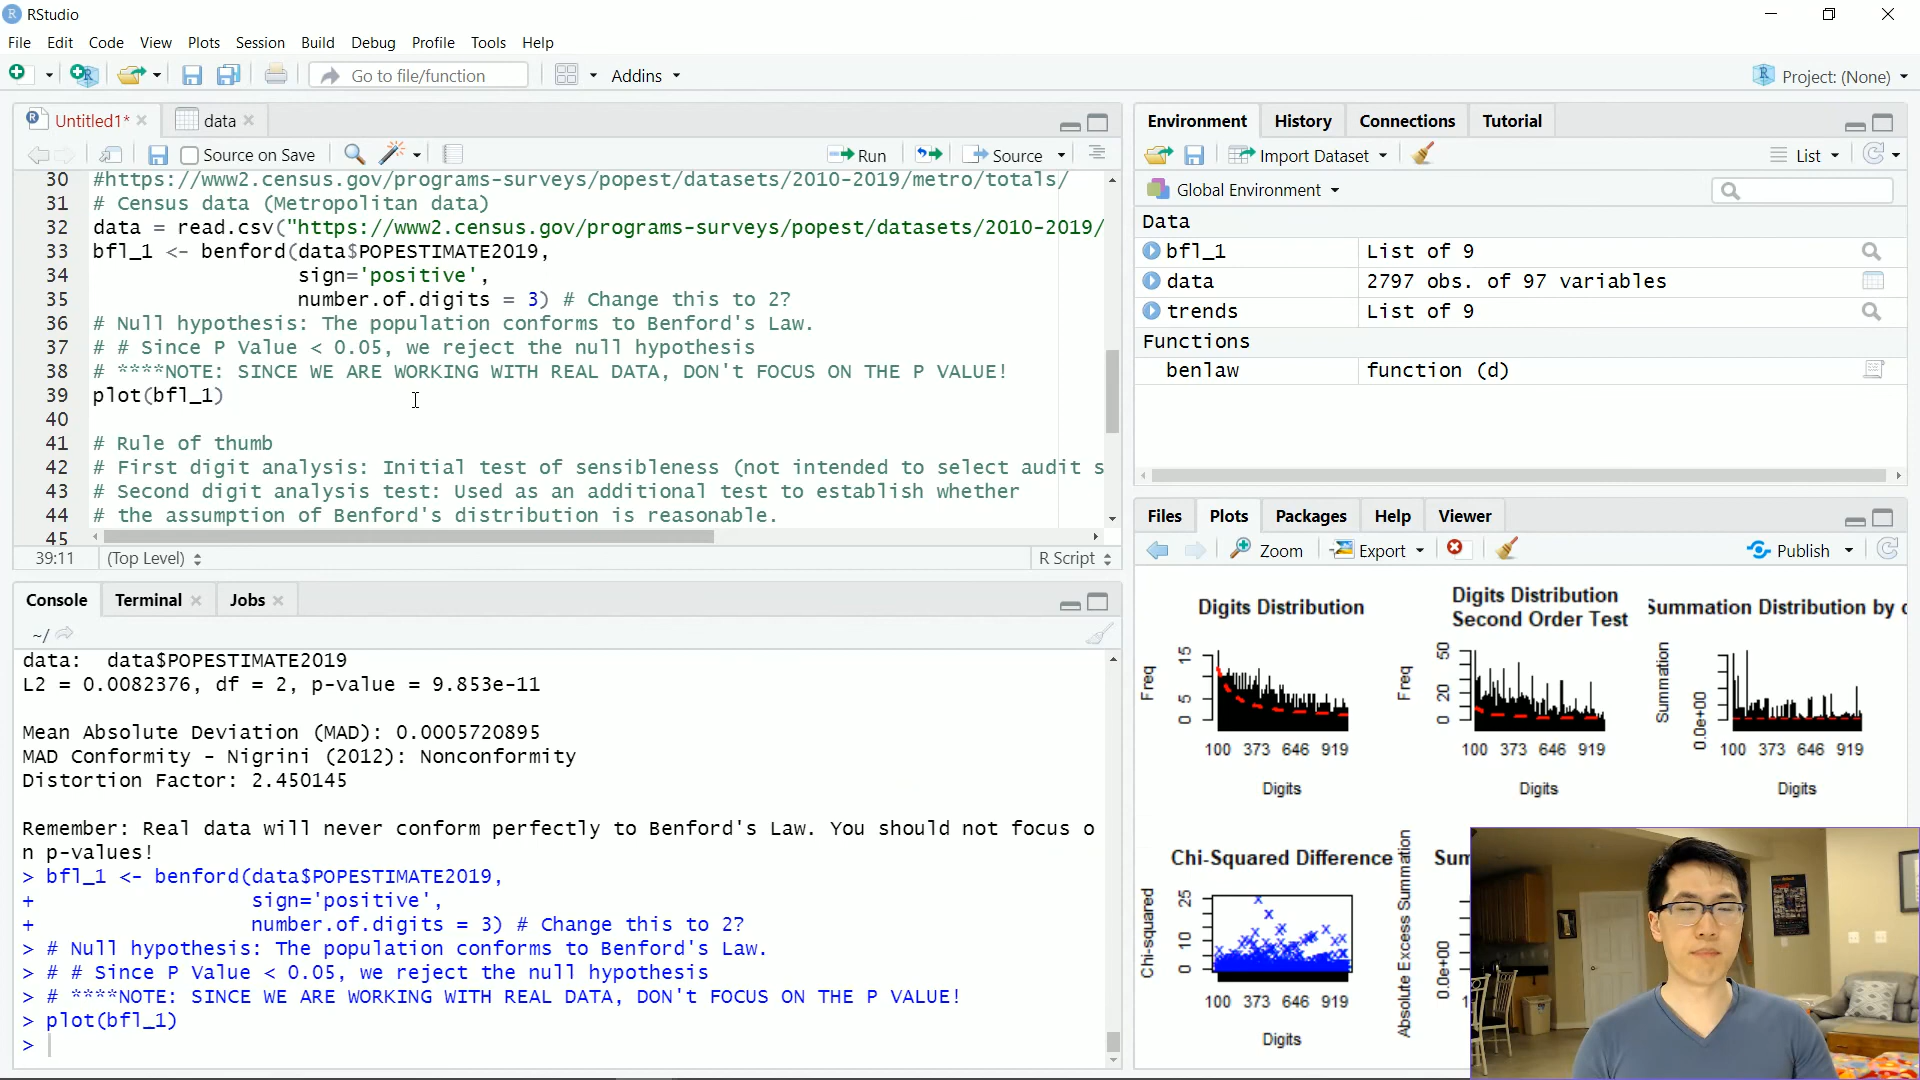 RStudio
File Edit Code View Plots Session Build Debug Profile Tools Help
Go to file/function Addins Project: (None)
Untitled1* data
Source on Save Run Source
30 #https://www2.census.gov/programs-surveys/popest/datasets/2010-2019/metro/totals/
31 # Census data (Metropolitan data)
32 data = read.csv("https://www2.census.gov/programs-surveys/popest/datasets/2010-2019/
33 bfl_1 <- benford(data$POPESTIMATE2019,
34 sign='positive',
35 number.of.digits = 3) # Change this to 2?
36 # Null hypothesis: The population conforms to Benford's Law.
37 # # Since P Value < 0.05, we reject the null hypothesis
38 # ****NOTE: SINCE WE ARE WORKING WITH REAL DATA, DON't FOCUS ON THE P VALUE!
39 plot(bfl_1)
40
41 # Rule of thumb
42 # First digit analysis: Initial test of sensibleness (not intended to select audit s
43 # Second digit analysis test: Used as an additional test to establish whether
44 # the assumption of Benford's distribution is reasonable.
45
39:11 (Top Level) R Script
Console Terminal Jobs
~/
data: data$POPESTIMATE2019
L2 = 0.0082376, df = 2, p-value = 9.853e-11
Mean Absolute Deviation (MAD): 0.0005720895
MAD Conformity - Nigrini (2012): Nonconformity
Distortion Factor: 2.450145
Remember: Real data will never conform perfectly to Benford's Law. You should not focus o
n p-values!
> bfl_1 <- benford(data$POPESTIMATE2019,
+ sign='positive',
+ number.of.digits = 3) # Change this to 2?
> # Null hypothesis: The population conforms to Benford's Law.
> # # Since P Value < 0.05, we reject the null hypothesis
> # ****NOTE: SINCE WE ARE WORKING WITH REAL DATA, DON't FOCUS ON THE P VALUE!
> plot(bfl_1)
>
Environment History Connections Tutorial
Import Dataset List
Global Environment
Data
bfl_1 List of 9
data 2797 obs. of 97 variables
trends List of 9
Functions
benlaw function (d)
Files Plots Packages Help Viewer
Zoom Export Publish
Digits Distribution
Freq
15
5
0
100 373 646 919
Digits
Digits Distribution
Second Order Test
Freq
50
20
0
100 373 646 919
Digits
Summation Distribution by
Summation
0.0e+00
100 373 646 919
Digits
Chi-Squared Difference
Chi-squared
25
10
0
100 373 646 919
Digits
Sum
Absolute Excess Summation
0.0e+00